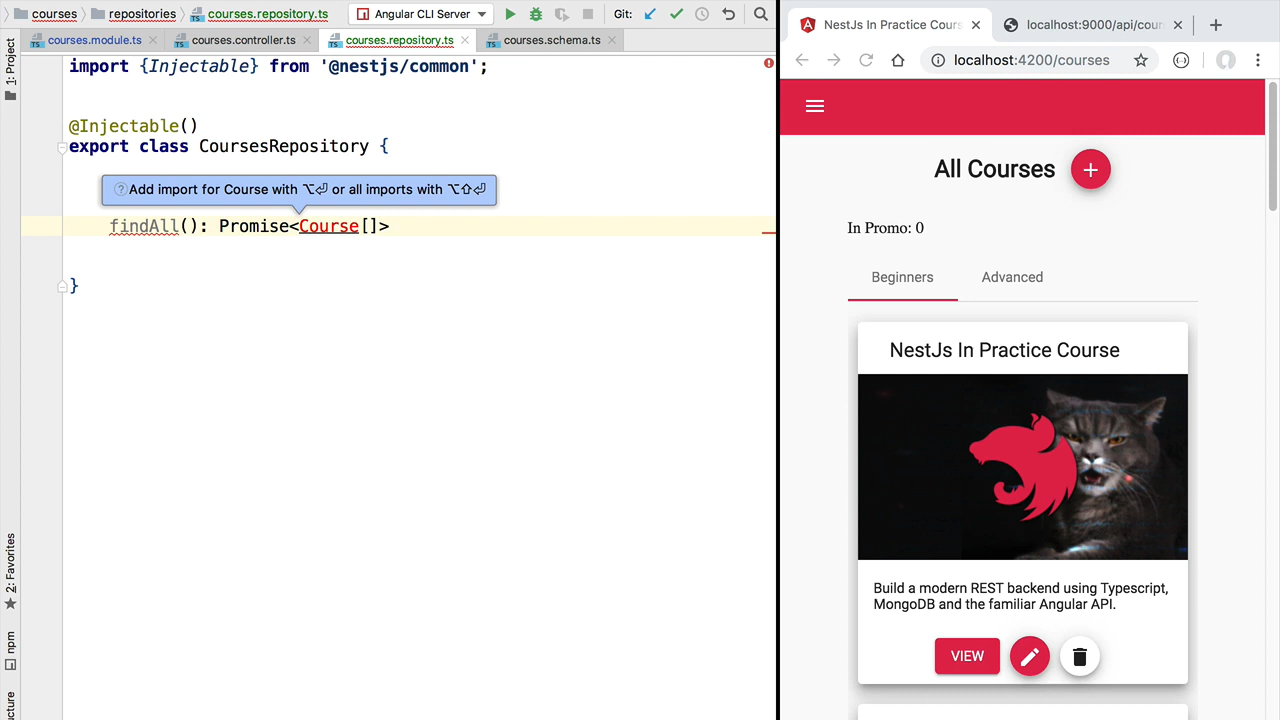 courses
repositories
courses.repository.ts
Angular CLI Server
Git:
courses.module.ts
courses.controller.ts
courses.repository.ts
courses.schema.ts
1: Project
2: Favorites
npm
ucture
import {Injectable} from '@nestjs/common';
@Injectable()
export class CoursesRepository {
Add import for Course with ⌥⏎ or all imports with ⌥⇧⏎
findAll(): Promise<Course[]>
}
NestJs In Practice Cours
localhost:9000/api/cour
localhost:4200/courses
All Courses
In Promo: 0
Beginners
Advanced
NestJs In Practice Course
Build a modern REST backend using Typescript,
MongoDB and the familiar Angular API.
VIEW